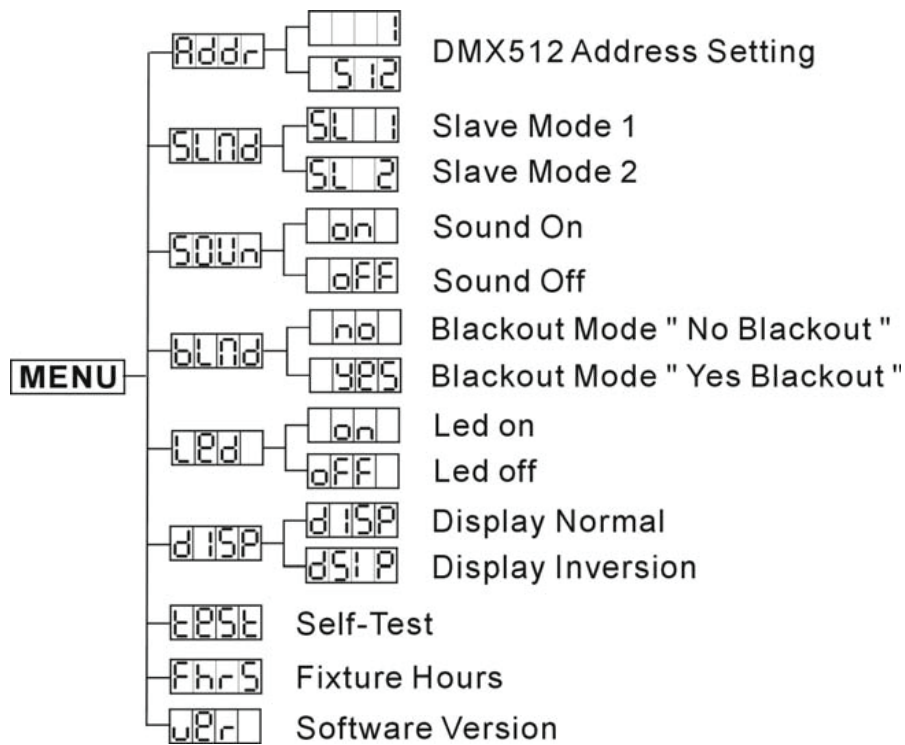 MENU
Addr
1
512
DMX512 Address Setting
SLMd
SL 1
Slave Mode 1
SL 2
Slave Mode 2
SOUn
on
Sound On
oFF
Sound Off
bLMd
no
Blackout Mode " No Blackout "
yeS
Blackout Mode " Yes Blackout "
Led
on
Led on
oFF
Led off
dISP
dISP
Display Normal
dSIP
Display Inversion
teSt
Self-Test
FhrS
Fixture Hours
ver
Software Version